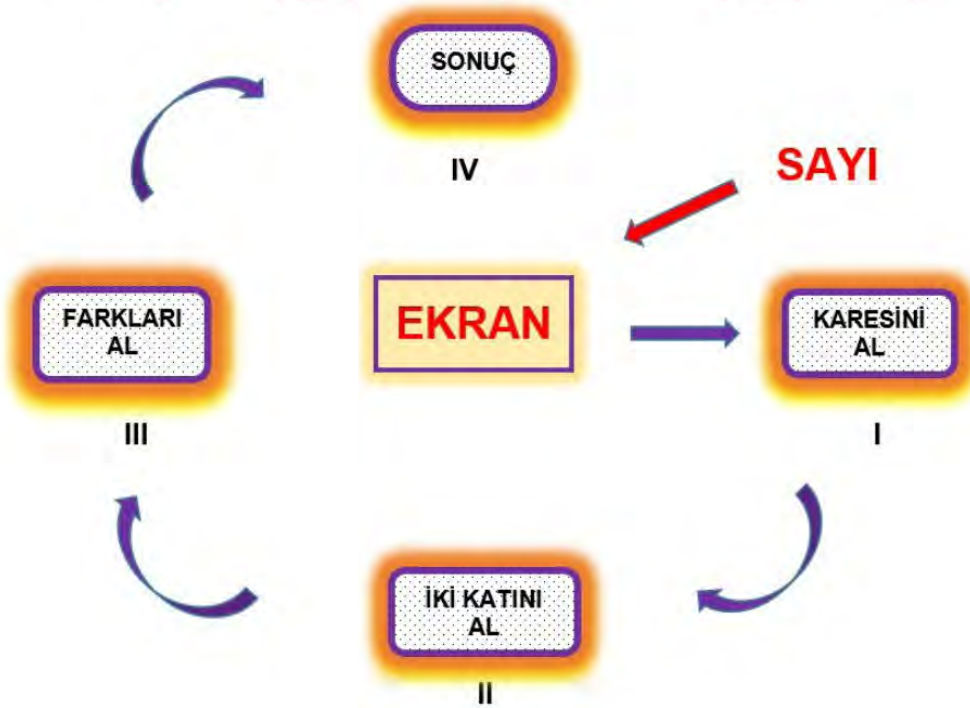 SONUÇ
IV
SAYI
EKRAN
KARESİNİ
AL
I
FARKLARI
AL
III
İKİ KATINI
AL
II